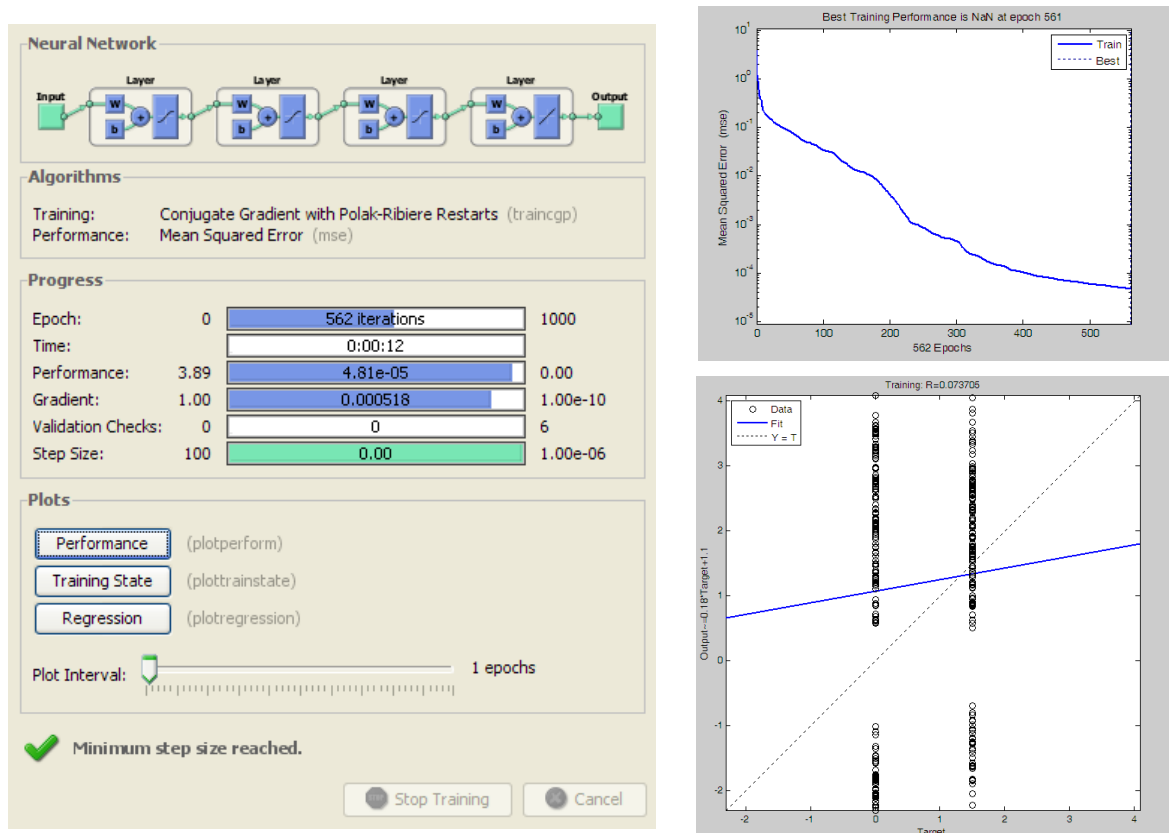 Neural Network
Layer Layer Layer Layer
Input Output
W W W W
+ + + +
b b b b
Algorithms
Training: Conjugate Gradient with Polak-Ribiere Restarts (traincgp)
Performance: Mean Squared Error (mse)
Progress
Epoch: 0 562 iterations 1000
Time: 0:00:12
Performance: 3.89 4.81e-05 0.00
Gradient: 1.00 0.000518 1.00e-10
Validation Checks: 0 0 6
Step Size: 100 0.00 1.00e-06
Plots
Performance (plotperform)
Training State (plottrainstate)
Regression (plotregression)
Plot Interval: 1 epochs
Minimum step size reached.
STOP Stop Training Cancel
Best Training Performance is NaN at epoch 561
Train
Best
10^1
10^0
10^-1
10^-2
10^-3
10^-4
10^-5
Mean Squared Error (mse)
0 100 200 300 400 500
562 Epochs
Training: R=0.073706
Data
Fit
Y = T
4
3
2
1
0
-1
-2
Output~=0.18*Target+1.1
-2 -1 0 1 2 3 4
Target